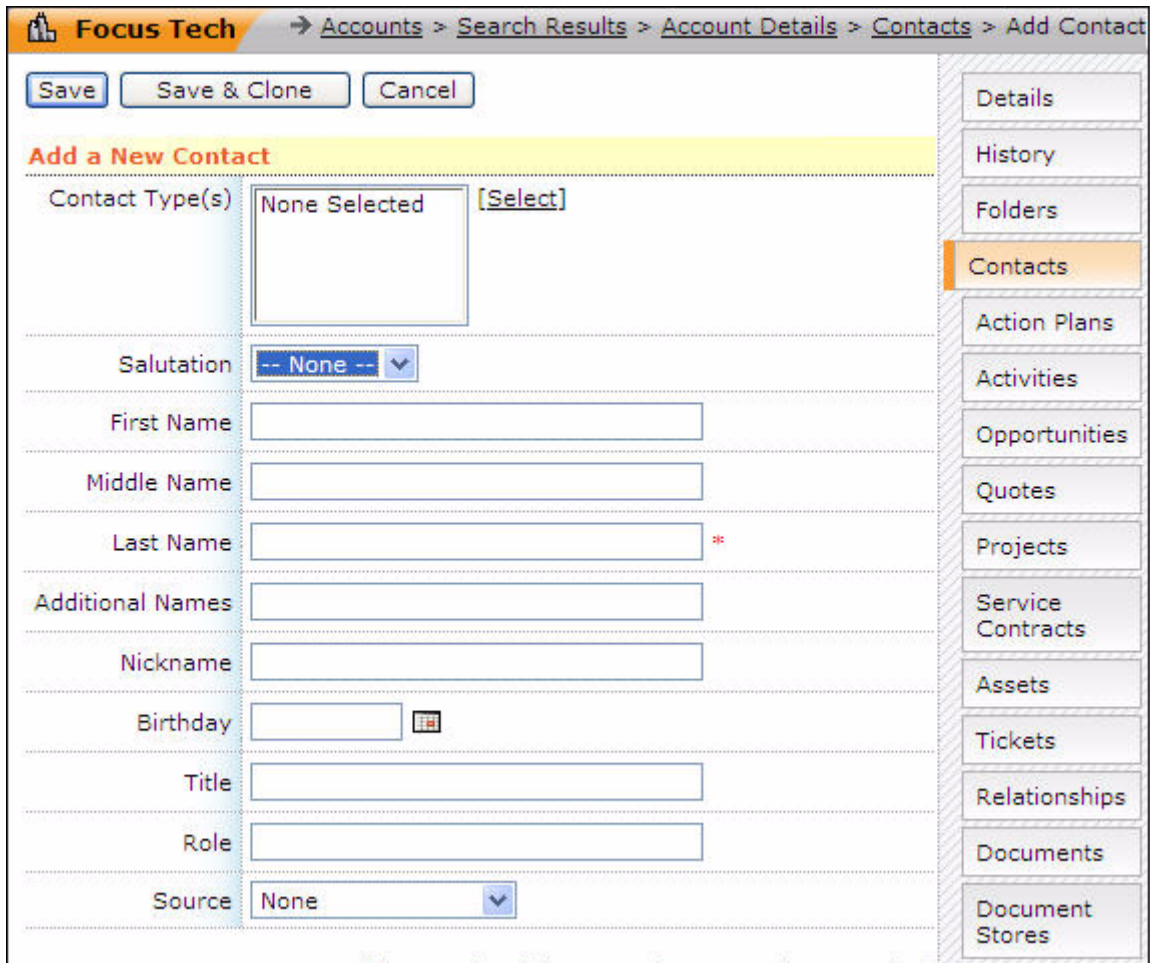 Focus Tech
Accounts > Search Results > Account Details > Contacts > Add Contact
Save Save & Clone Cancel
Add a New Contact
Contact Type(s) None Selected [Select]
Salutation -- None --
First Name
Middle Name
Last Name *
Additional Names
Nickname
Birthday
Title
Role
Source None
Details
History
Folders
Contacts
Action Plans
Activities
Opportunities
Quotes
Projects
Service
Contracts
Assets
Tickets
Relationships
Documents
Document
Stores